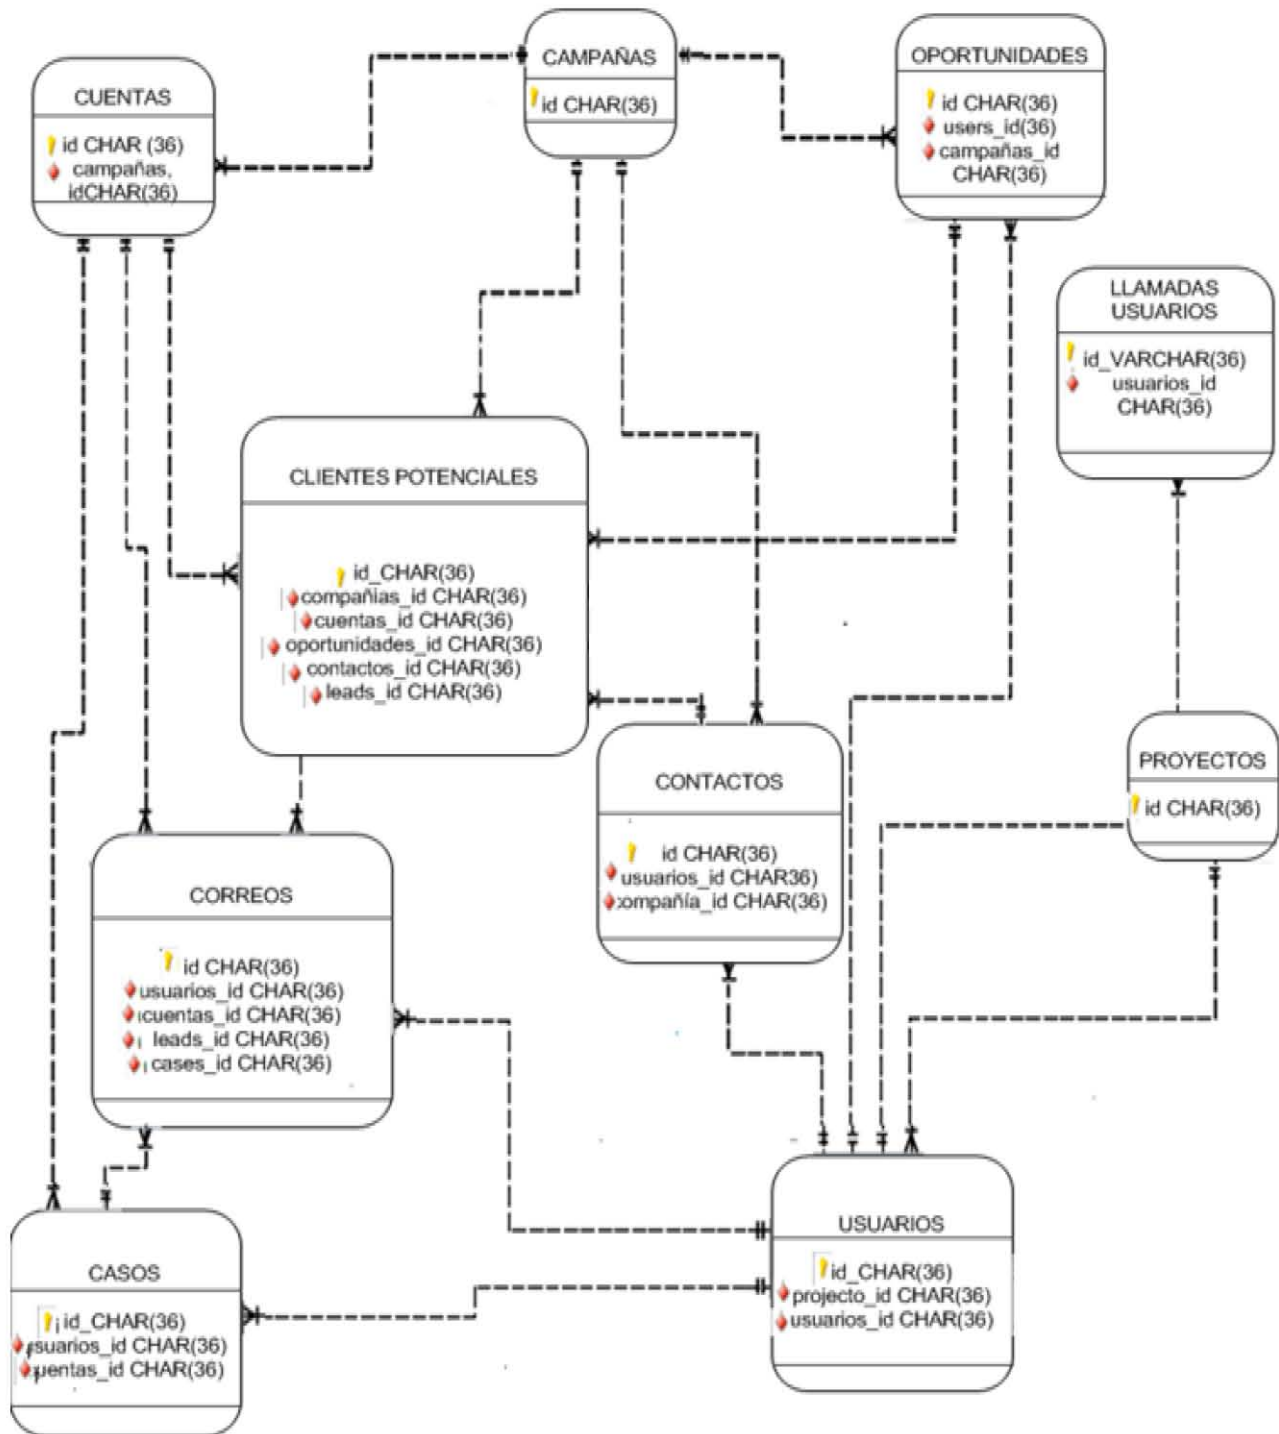 CUENTAS
id CHAR (36)
campañas,
idCHAR(36)
CAMPAÑAS
id CHAR(36)
OPORTUNIDADES
id CHAR(36)
users_id(36)
campañas_id
CHAR(36)
LLAMADAS
USUARIOS
id_VARCHAR(36)
usuarios_id
CHAR(36)
CLIENTES POTENCIALES
id_CHAR(36)
compañias_id CHAR(36)
cuentas_id CHAR(36)
oportunidades_id CHAR(36)
contactos_id CHAR(36)
leads_id CHAR(36)
CONTACTOS
id CHAR(36)
usuarios_id CHAR36)
compañía_id CHAR(36)
PROYECTOS
id CHAR(36)
CORREOS
id CHAR(36)
usuarios_id CHAR(36)
cuentas_id CHAR(36)
leads_id CHAR(36)
cases_id CHAR(36)
USUARIOS
id_CHAR(36)
projecto_id CHAR(36)
usuarios_id CHAR(36)
CASOS
id_CHAR(36)
usuarios_id CHAR(36)
cuentas_id CHAR(36)